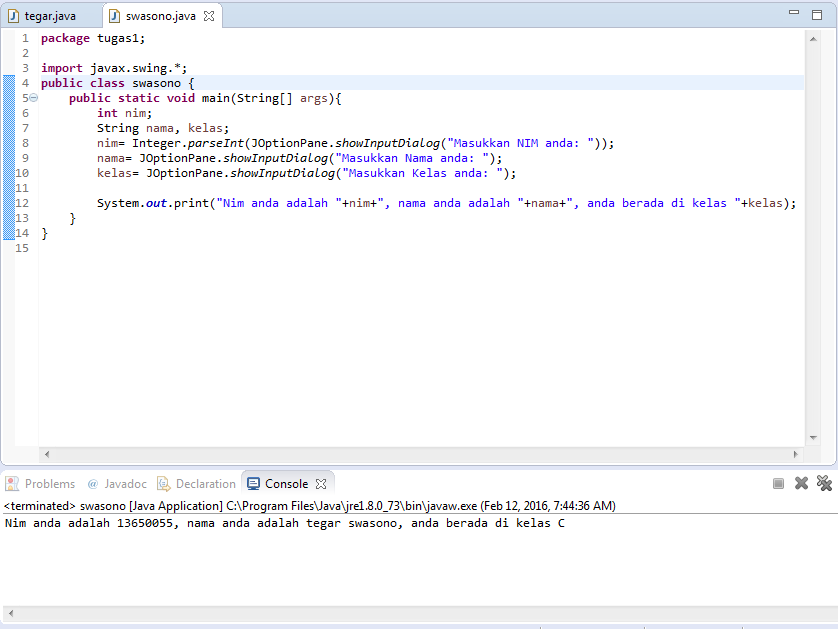 tegar.java swasono.java
1 package tugas1;
2
3 import javax.swing.*;
4 public class swasono {
5 public static void main(String[] args){
6 int nim;
7 String nama, kelas;
8 nim= Integer.parseInt(JOptionPane.showInputDialog("Masukkan NIM anda: "));
9 nama= JOptionPane.showInputDialog("Masukkan Nama anda: ");
10 kelas= JOptionPane.showInputDialog("Masukkan Kelas anda: ");
11
12 System.out.print("Nim anda adalah "+nim+", nama anda adalah "+nama+", anda berada di kelas "+kelas);
13 }
14 }
15
Problems @ Javadoc Declaration Console
<terminated> swasono [Java Application] C:\Program Files\Java\jre1.8.0_73\bin\javaw.exe (Feb 12, 2016, 7:44:36 AM)
Nim anda adalah 13650055, nama anda adalah tegar swasono, anda berada di kelas C